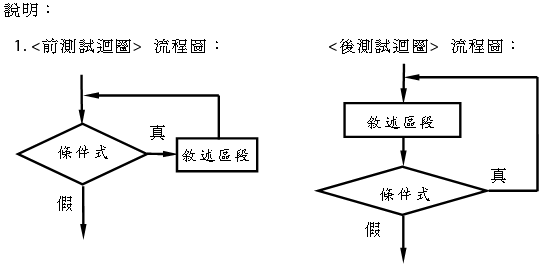 說明：
1. <前測試迴圈> 流程圖：
<後測試迴圈> 流程圖：
條件式
真
敘述區段
假
敘述區段
條件式
真
假